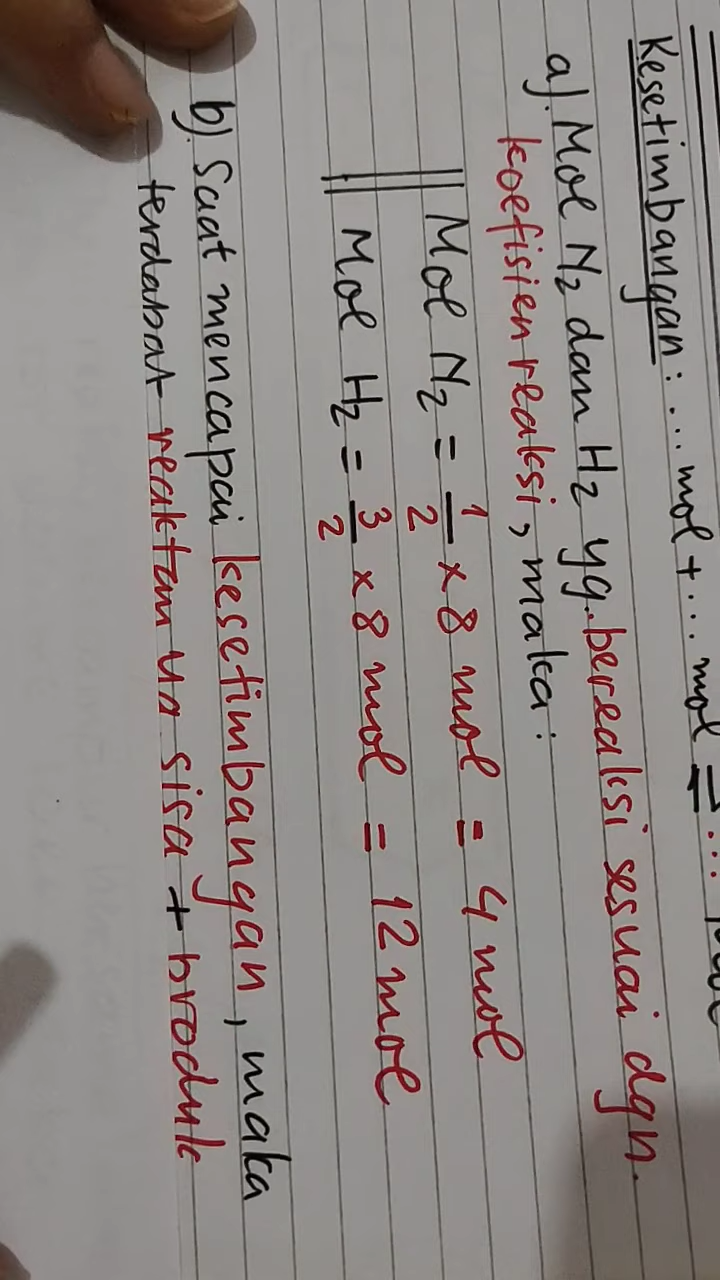 Kesetimbangan: ... mol + ... mol ⇌ ...
a). Mol N₂ dan H₂ yg. bereaksi sesuai dgn.
koefisien reaksi, maka:
Mol N₂ = 1/2 x 8 mol = 4 mol
Mol H₂ = 3/2 x 8 mol = 12 mol
b). Saat mencapai kesetimbangan, maka
terdapat reaktan yg sisa + produk